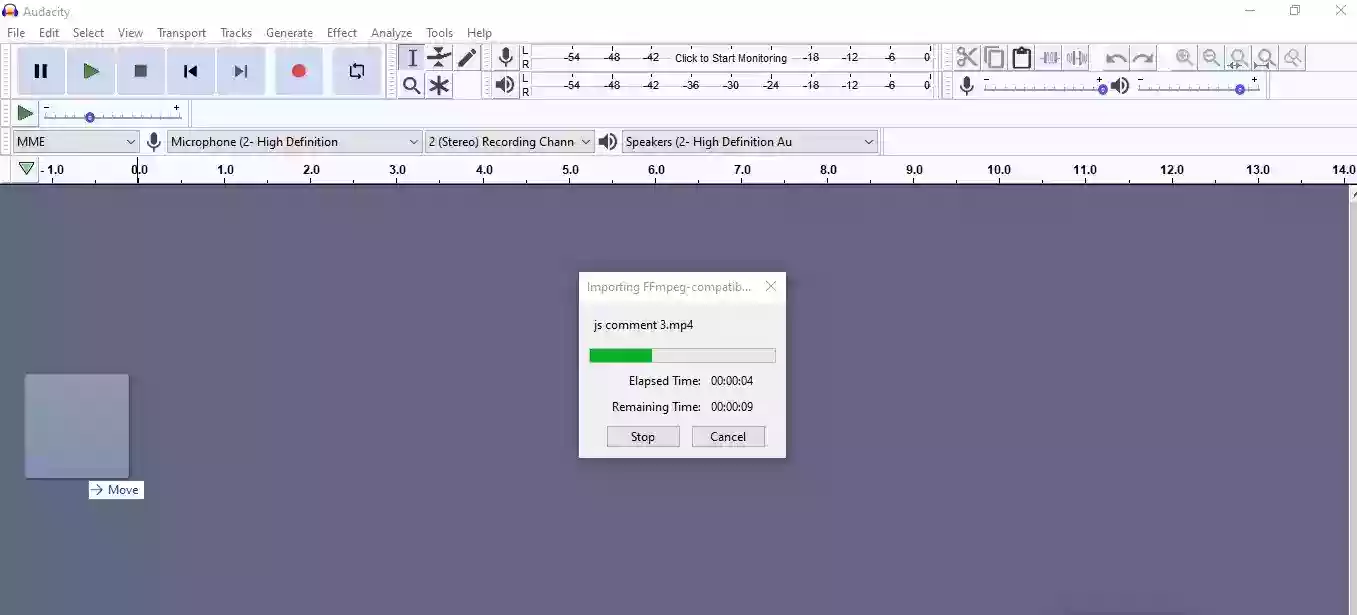 Audacity
File Edit Select View Transport Tracks Generate Effect Analyze Tools Help
L
R
-54 -48 -42 Click to Start Monitoring -18 -12 -6 0
L
R
-54 -48 -42 -36 -30 -24 -18 -12 -6 0
- +
- +
- +
MME
Microphone (2- High Definition
2 (Stereo) Recording Chann
Speakers (2- High Definition Au
- 1.0 0.0 1.0 2.0 3.0 4.0 5.0 6.0 7.0 8.0 9.0 10.0 11.0 12.0 13.0 14.0
Importing FFmpeg-compatib...
js comment 3.mp4
Elapsed Time: 00:00:04
Remaining Time: 00:00:09
Stop Cancel
Move